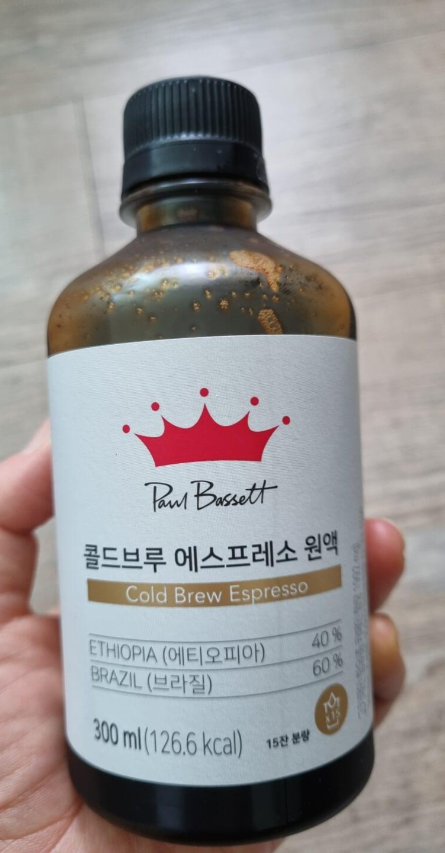 Paul Bassett
콜드브루 에스프레소 원액
Cold Brew Espresso
ETHIOPIA (에티오피아) 40 %
BRAZIL (브라질) 60 %
300 ml (126.6 kcal) 15잔 분량